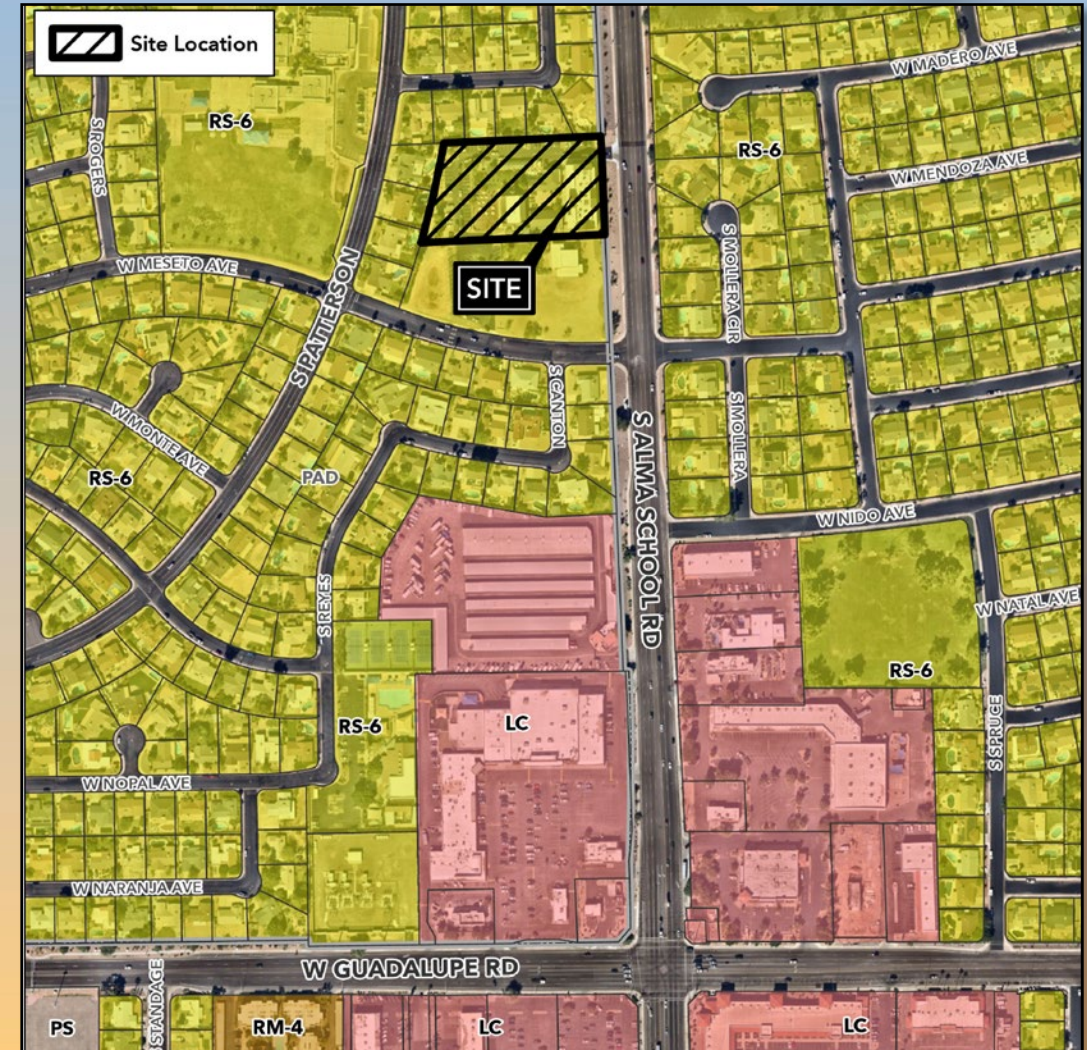 Site Location
W MADERO AVE
RS-6
RS-6
S ROGERS
W MENDOZA AVE
W MESETO AVE
S MOLLERA CIR
SITE
S PATTERSON
S CANTON
S MOLLERA
W MONTE AVE
S ALMA SCHOOL RD
RS-6
PAD
W NIDO AVE
S REYES
W NATAL AVE
RS-6
RS-6
LC
S SPRUCE
W NOPAL AVE
W NARANJA AVE
W GUADALUPE RD
STANDAGE
PS
RM-4
LC
LC